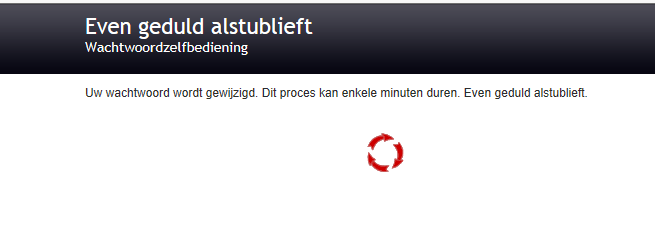 Even geduld alstublieft
Wachtwoordzelfbediening
Uw wachtwoord wordt gewijzigd. Dit proces kan enkele minuten duren. Even geduld alstublieft.